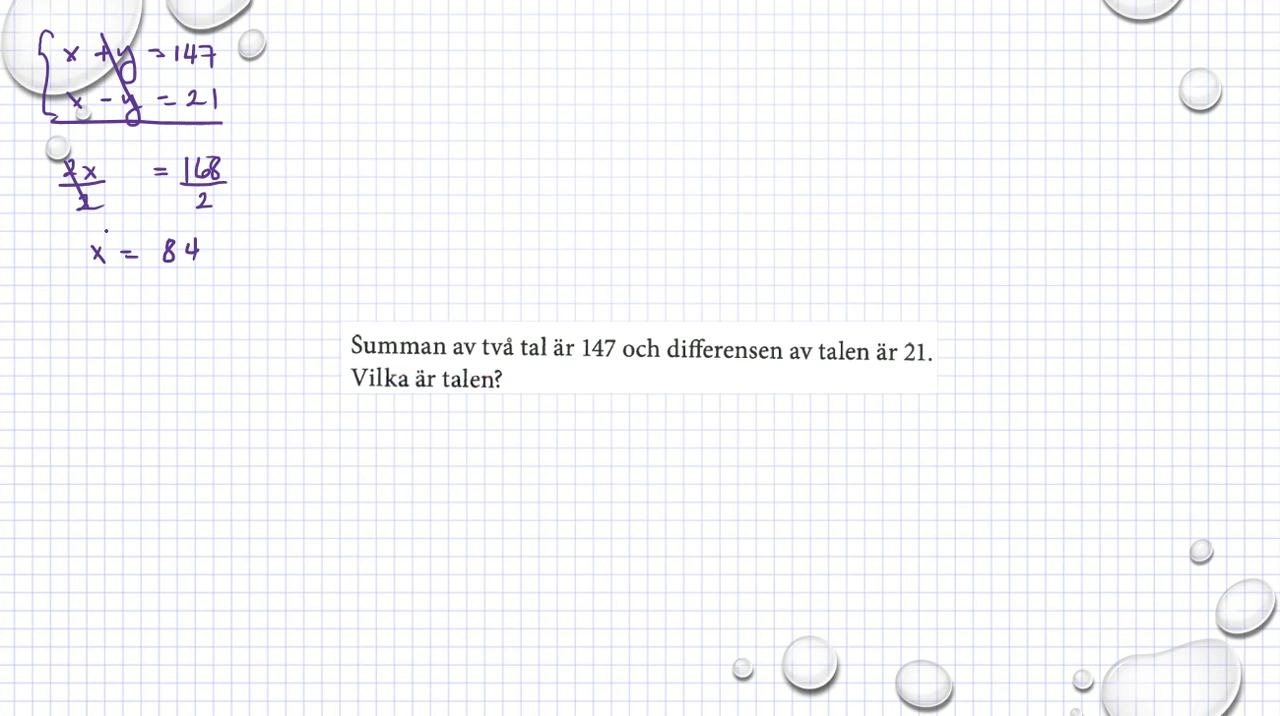 x + y = 147
x - y = 21
2x/2 = 168/2
x = 84
Summan av två tal är 147 och differensen av talen är 21.
Vilka är talen?